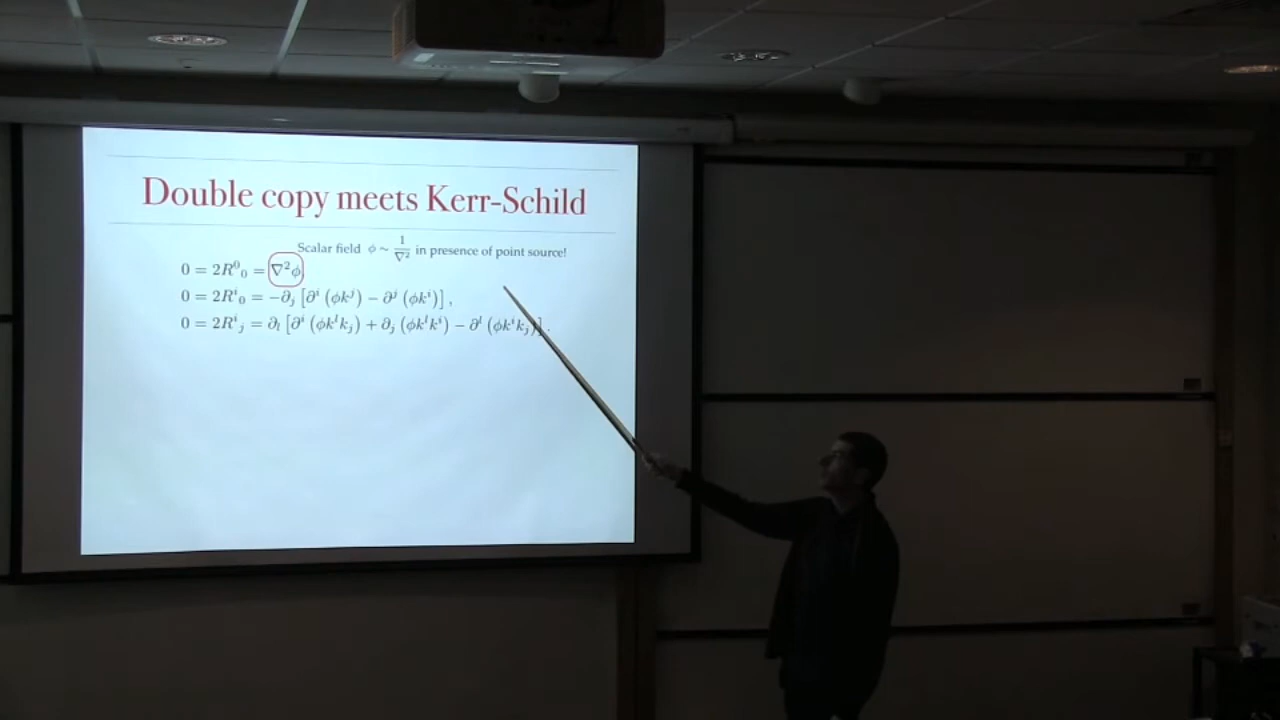 Double copy meets Kerr-Schild
Scalar field ϕ ~ 1/∇² in presence of point source!
0 = 2R⁰₀ = ∇²ϕ
0 = 2Rⁱ₀ = −∂ⱼ [∂ⁱ (ϕkʲ) − ∂ʲ (ϕkⁱ)] ,
0 = 2Rⁱⱼ = ∂ₗ [∂ⁱ (ϕkˡkⱼ) + ∂ⱼ (ϕkˡkⁱ) − ∂ˡ (ϕkⁱkⱼ)] .